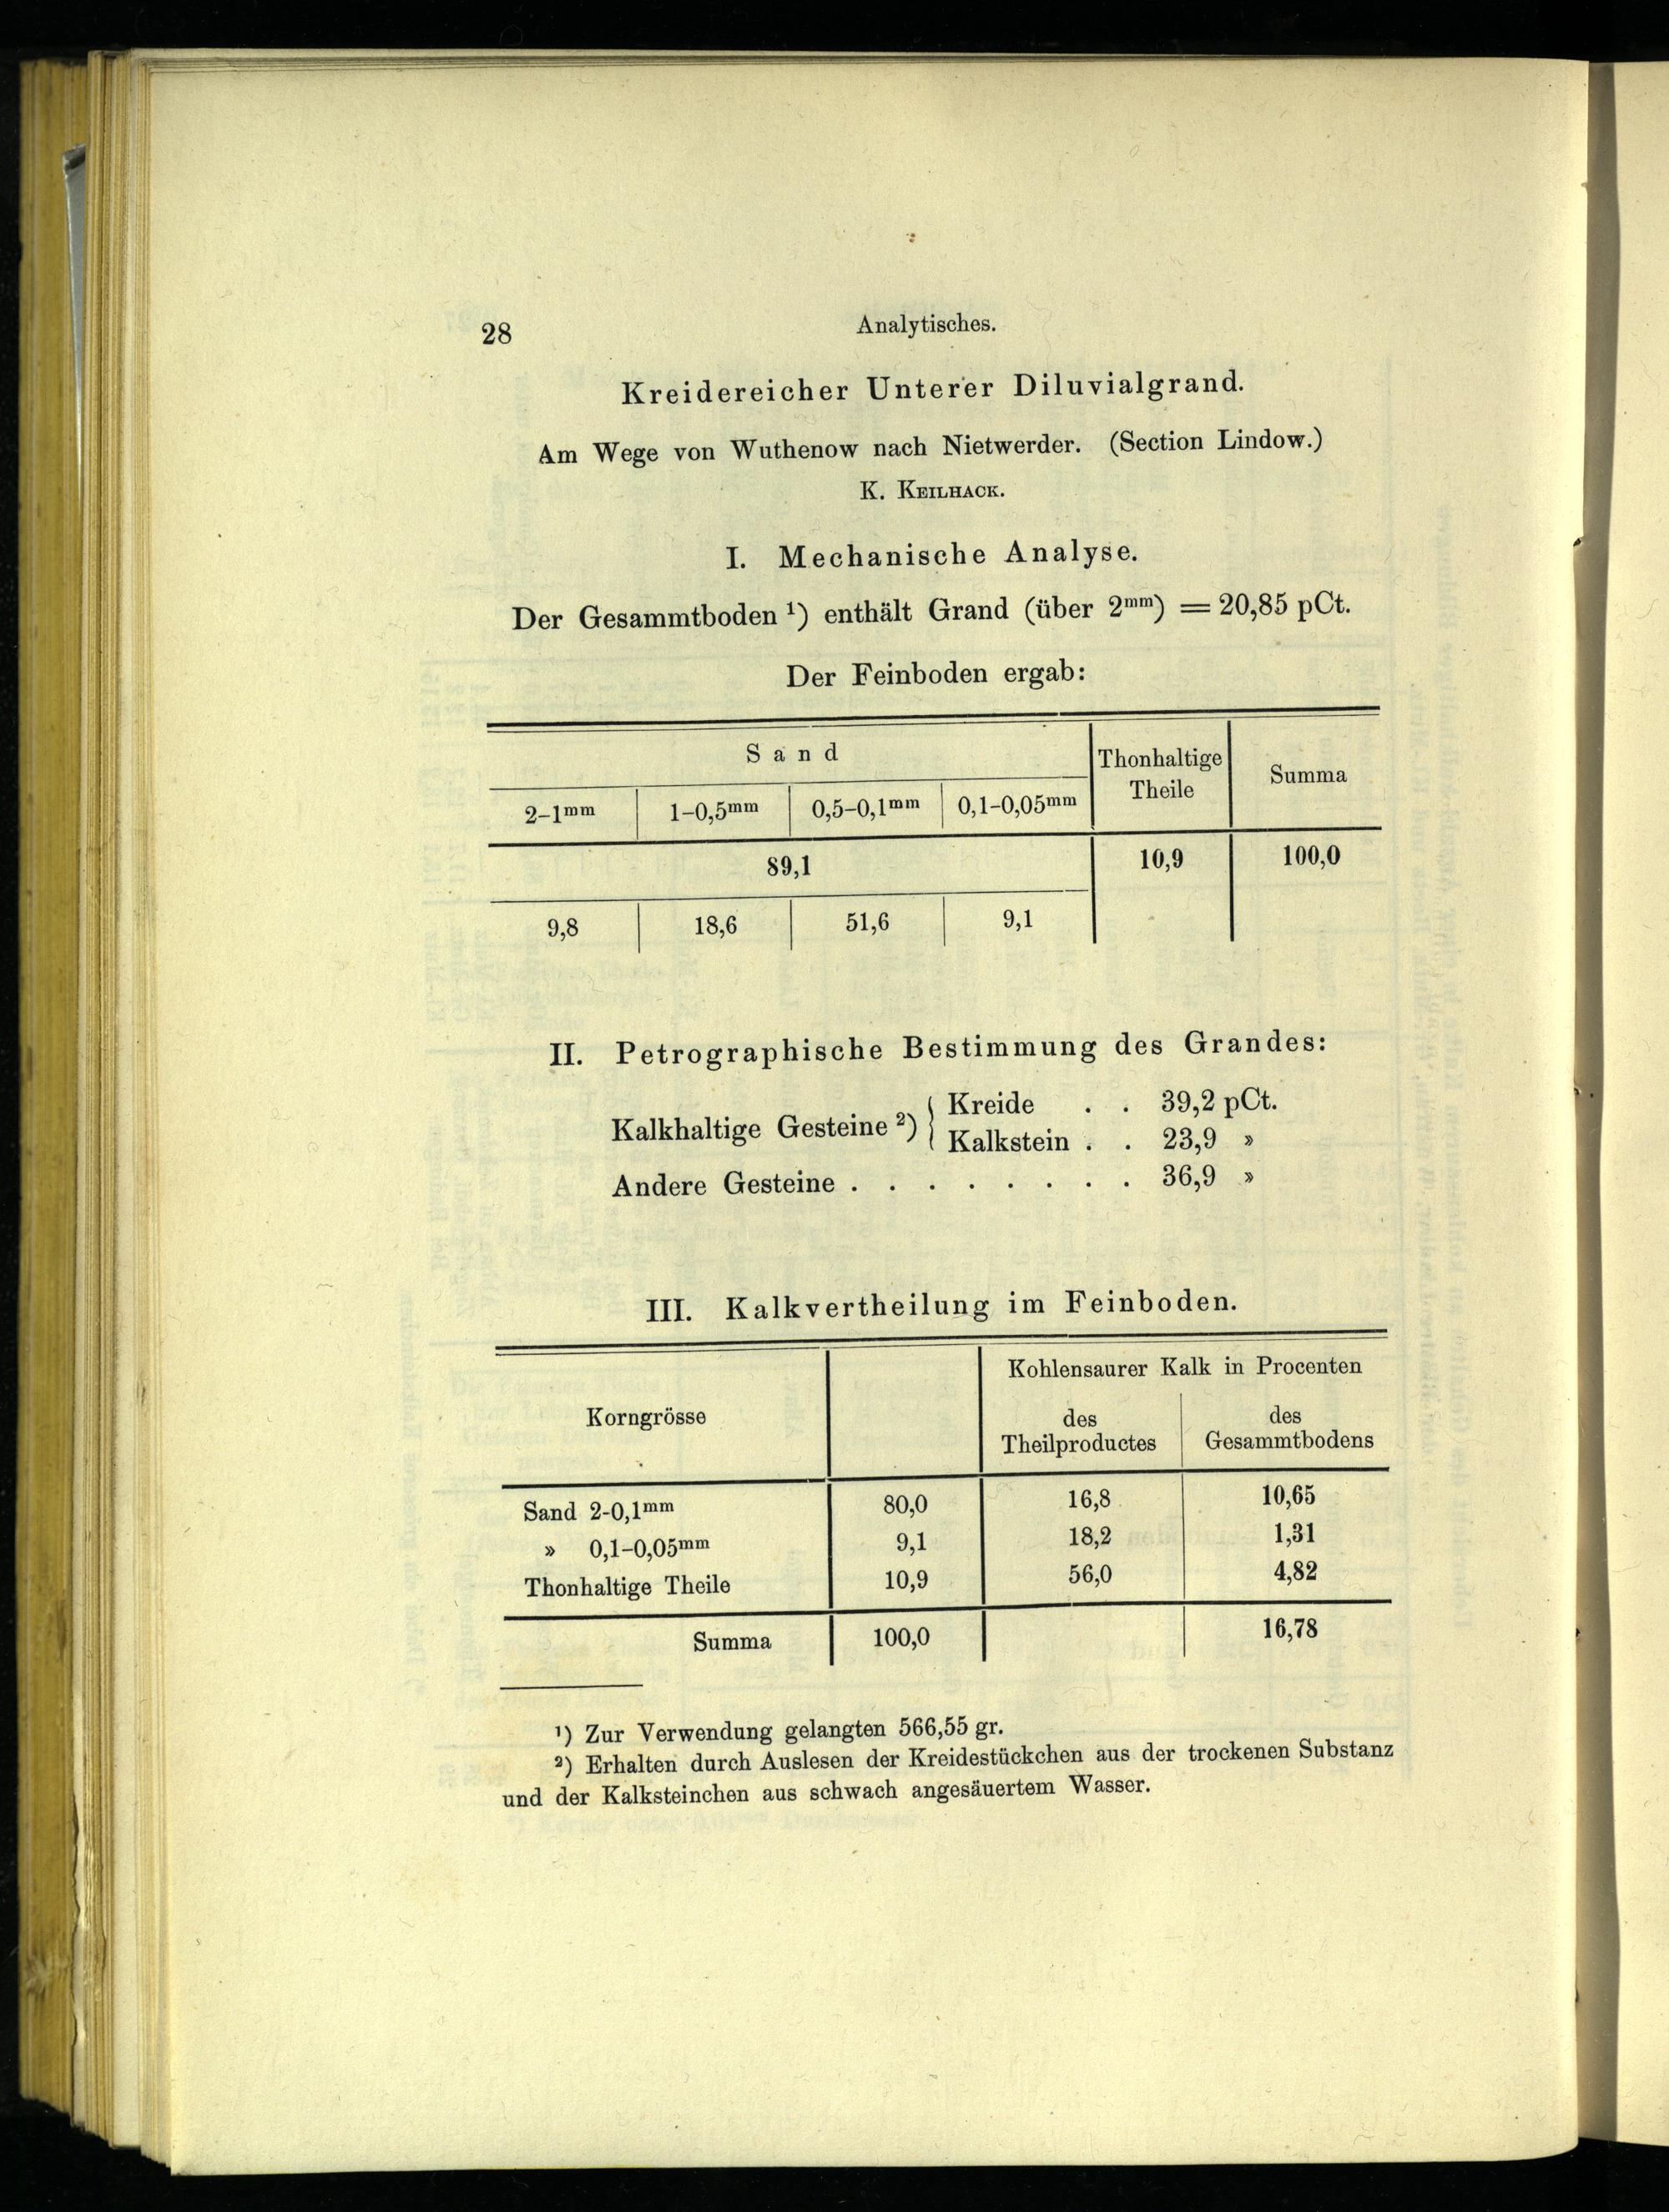 28
Analytisches.
Kreidereicher Unterer Diluvialgrand.
Am Wege von Wuthenow nach Nietwerder. (Section Lindow.)
K. KEILHACK.
I. Mechanische Analyse.
Der Gesammtboden ¹) enthält Grand (über 2ᵐᵐ) = 20,85 pCt.
Der Feinboden ergab:
Sand
Thonhaltige
Theile
Summa
2-1ᵐᵐ 1-0,5ᵐᵐ 0,5-0,1ᵐᵐ 0,1-0,05ᵐᵐ
89,1 10,9 100,0
9,8 18,6 51,6 9,1
II. Petrographische Bestimmung des Grandes:
Kalkhaltige Gesteine ²) { Kreide . . 39,2 pCt.
Kalkstein . . 23,9 »
Andere Gesteine . . . . . . . . 36,9 »
III. Kalkvertheilung im Feinboden.
Korngrösse
Kohlensaurer Kalk in Procenten
des
Theilproductes
des
Gesammtbodens
Sand 2-0,1ᵐᵐ 80,0 16,8 10,65
» 0,1-0,05ᵐᵐ 9,1 18,2 1,31
Thonhaltige Theile 10,9 56,0 4,82
Summa 100,0 16,78
¹) Zur Verwendung gelangten 566,55 gr.
²) Erhalten durch Auslesen der Kreidestückchen aus der trockenen Substanz
und der Kalksteinchen aus schwach angesäuertem Wasser.